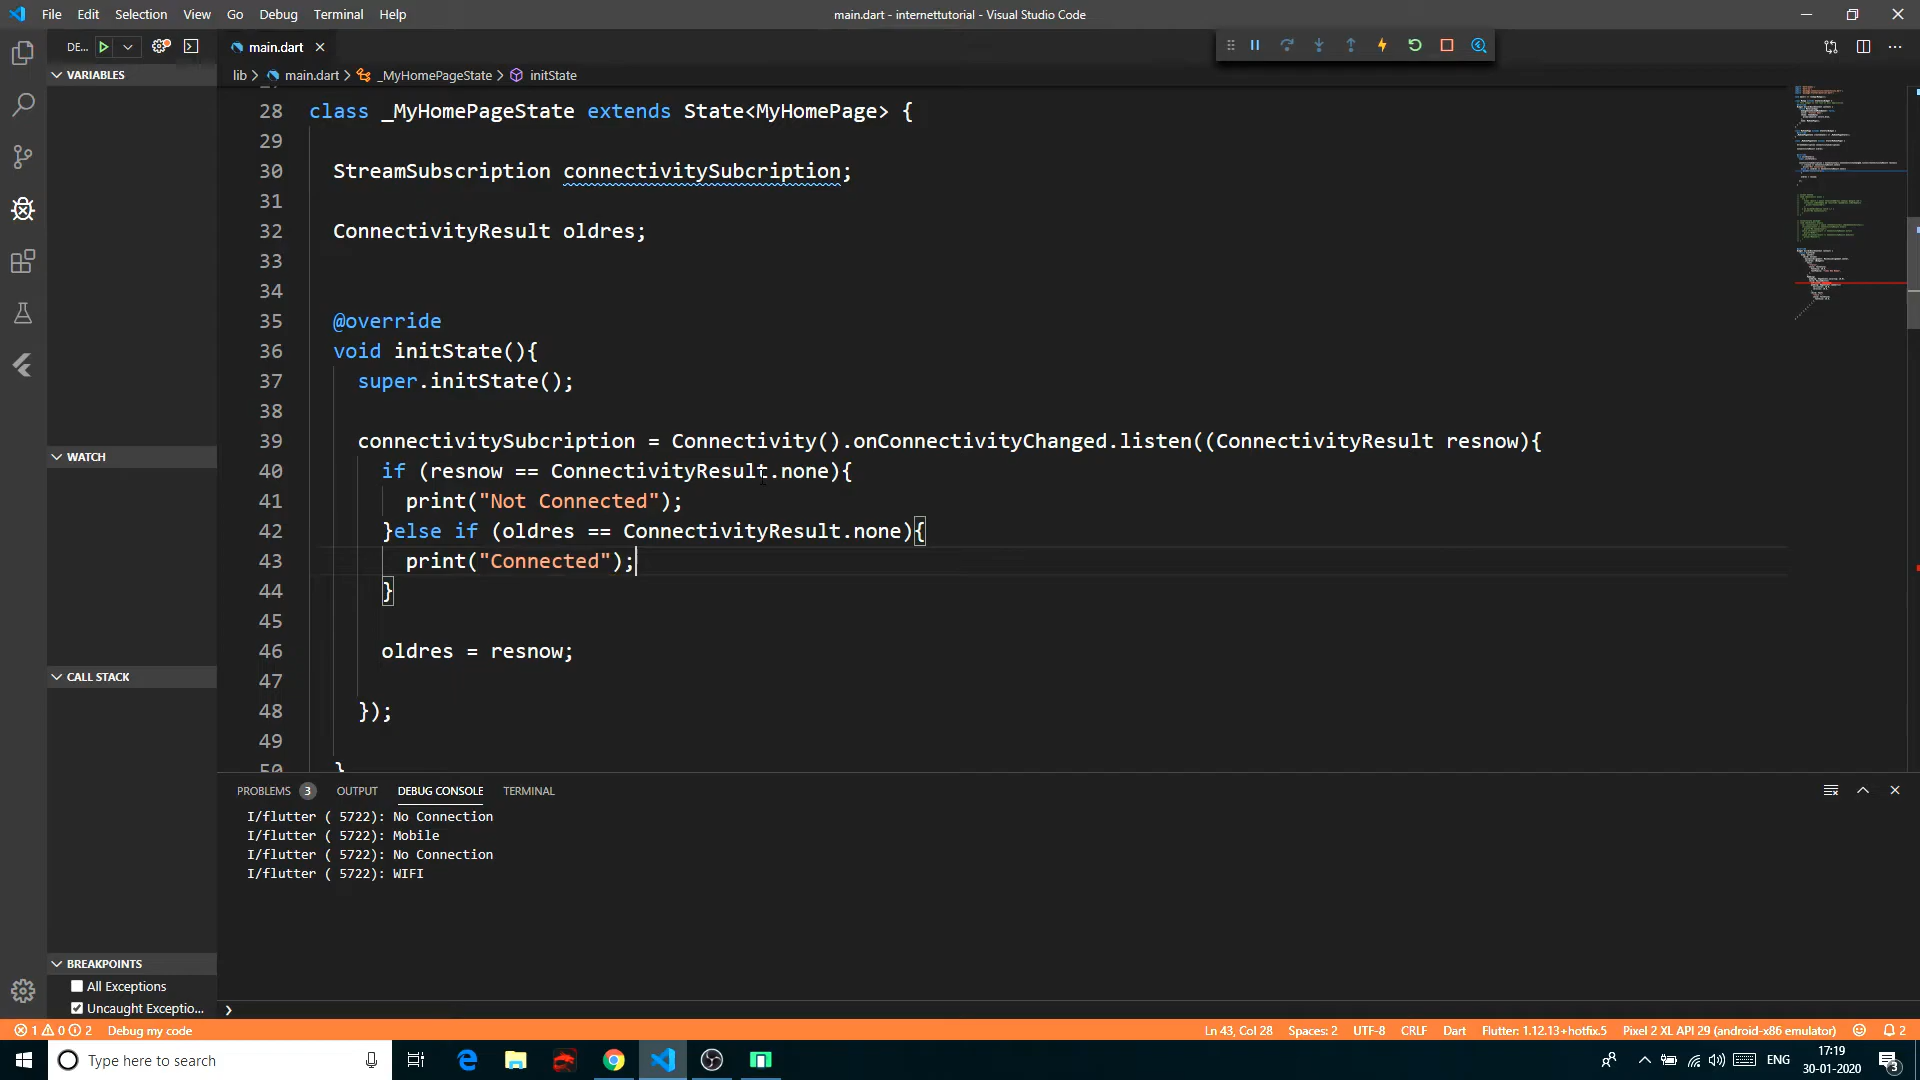 File Edit Selection View Go Debug Terminal Help
main.dart - internettutorial - Visual Studio Code
DE...
main.dart
lib > main.dart > _MyHomePageState > initState
VARIABLES
WATCH
CALL STACK
BREAKPOINTS
All Exceptions
Uncaught Exceptio...
28 class _MyHomePageState extends State<MyHomePage> {
29
30 StreamSubscription connectivitySubcription;
31
32 ConnectivityResult oldres;
33
34
35 @override
36 void initState(){
37 super.initState();
38
39 connectivitySubcription = Connectivity().onConnectivityChanged.listen((ConnectivityResult resnow){
40 if (resnow == ConnectivityResult.none){
41 print("Not Connected");
42 }else if (oldres == ConnectivityResult.none){
43 print("Connected");
44 }
45
46 oldres = resnow;
47
48 });
49
50 }
PROBLEMS 3 OUTPUT DEBUG CONSOLE TERMINAL
I/flutter ( 5722): No Connection
I/flutter ( 5722): Mobile
I/flutter ( 5722): No Connection
I/flutter ( 5722): WIFI
1 0 2 Debug my code
Ln 43, Col 28 Spaces: 2 UTF-8 CRLF Dart Flutter: 1.12.13+hotfix.5 Pixel 2 XL API 29 (android-x86 emulator) 2
Type here to search
ENG
17:19
30-01-2020
3